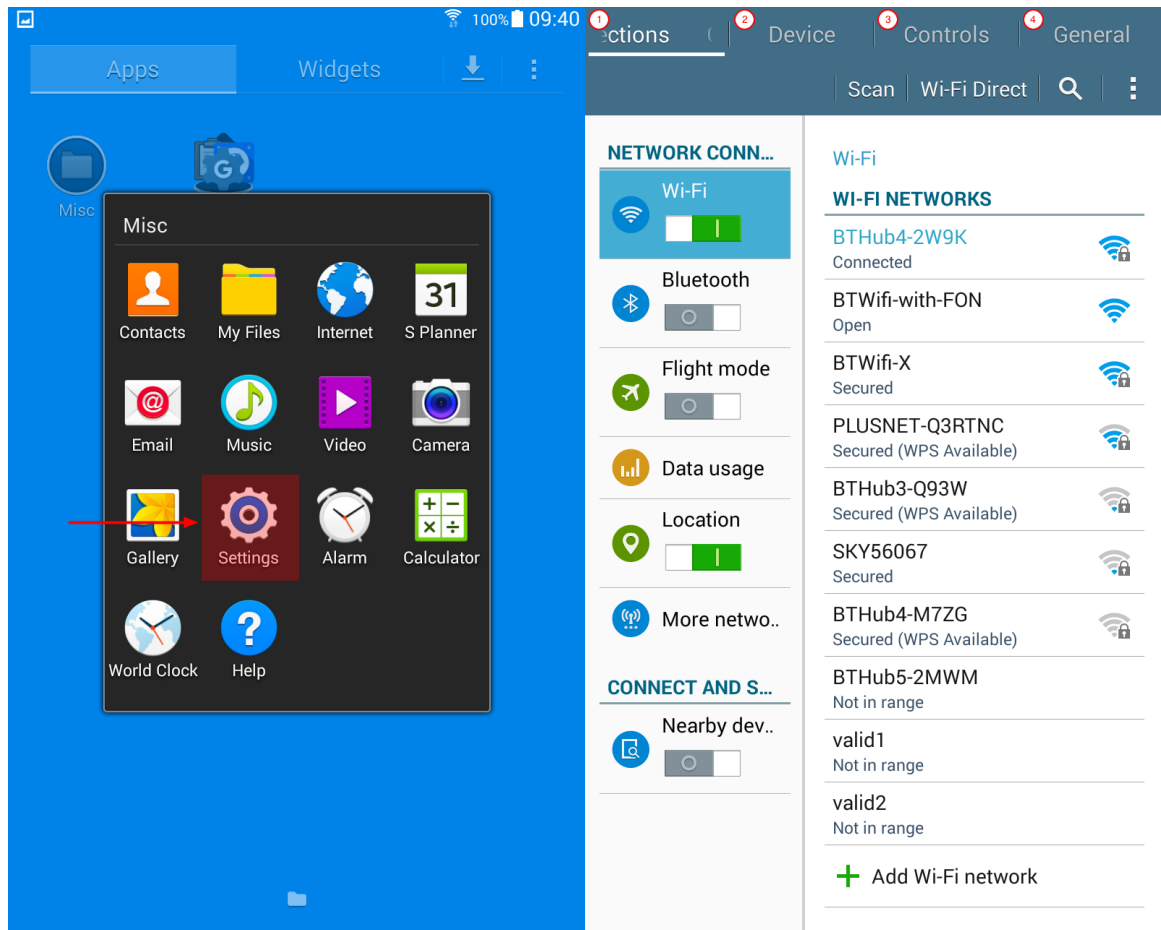 100% 09:40
Apps
Widgets
G
Misc
Misc
Contacts
My Files
Internet
31
S Planner
@
Email
Music
Video
Camera
Gallery
Settings
Alarm
+ −
× ÷
Calculator
World Clock
?
Help
1
ections
2
Device
3
Controls
4
General
Scan
Wi-Fi Direct
NETWORK CONN...
Wi-Fi
Bluetooth
Flight mode
Data usage
Location
More netwo..
CONNECT AND S...
Nearby dev..
Wi-Fi
WI-FI NETWORKS
BTHub4-2W9K
Connected
BTWifi-with-FON
Open
BTWifi-X
Secured
PLUSNET-Q3RTNC
Secured (WPS Available)
BTHub3-Q93W
Secured (WPS Available)
SKY56067
Secured
BTHub4-M7ZG
Secured (WPS Available)
BTHub5-2MWM
Not in range
valid1
Not in range
valid2
Not in range
Add Wi-Fi network